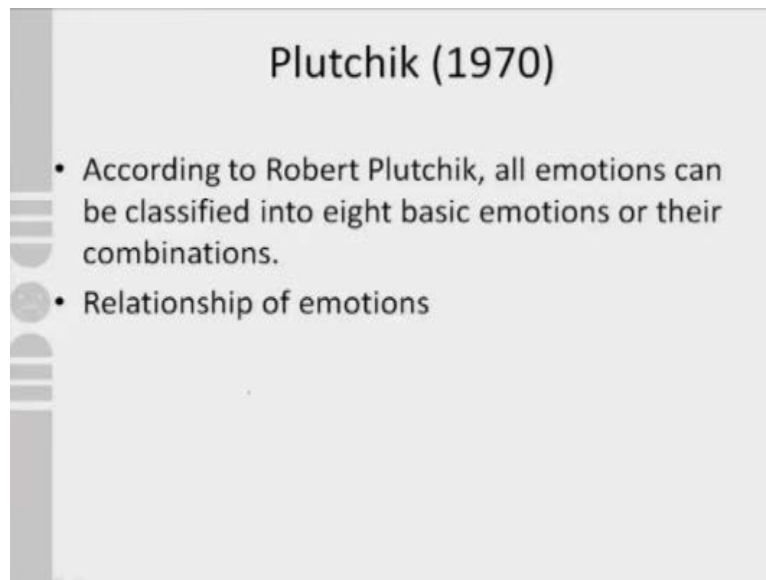 Plutchik (1970)
• According to Robert Plutchik, all emotions can
be classified into eight basic emotions or their
combinations.
• Relationship of emotions